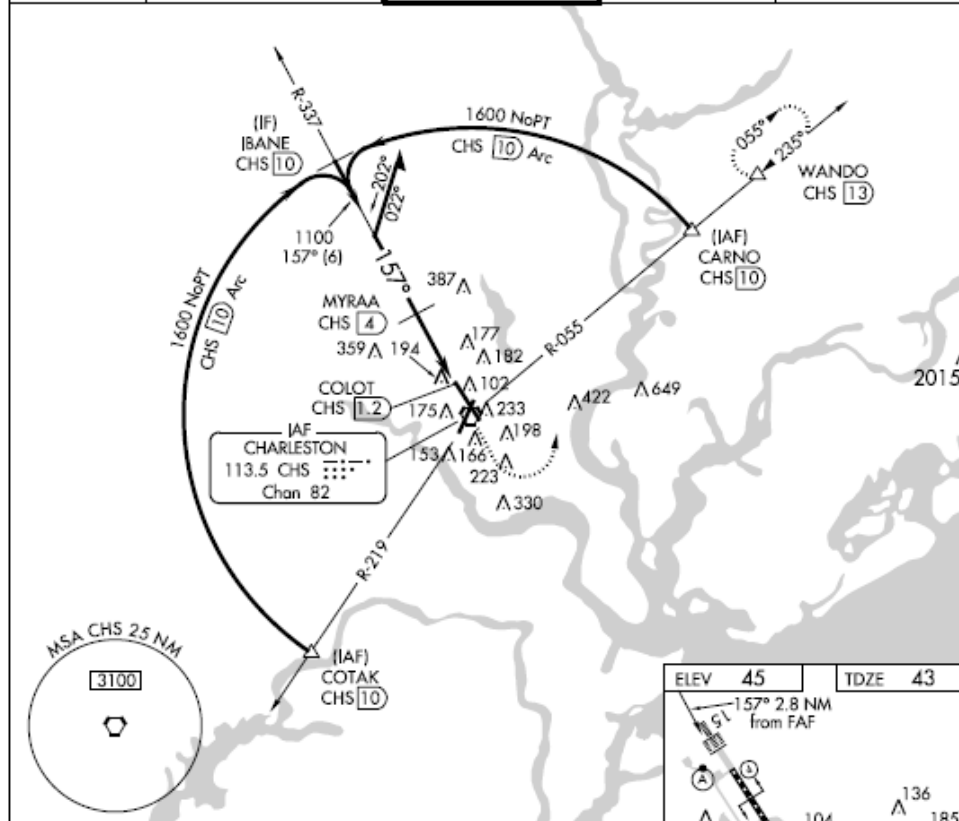 R-337
(IF)
IBANE
CHS 10
1600 NoPT
CHS 10 Arc
055°
235°
WANDO
CHS 13
202°
022°
1100
157° (6)
157°
(IAF)
CARNO
CHS 10
1600 NoPT
CHS 10 Arc
387
MYRAA
CHS 4
177
R-055
359
194
182
2015
COLOT
CHS 1.2
102
422
649
175
233
IAF
CHARLESTON
113.5 CHS
Chan 82
198
153
166
223
330
R-219
MSA CHS 25 NM
3100
(IAF)
COTAK
CHS 10
ELEV 45
TDZE 43
157° 2.8 NM
from FAF
15
A
4
136
104
185